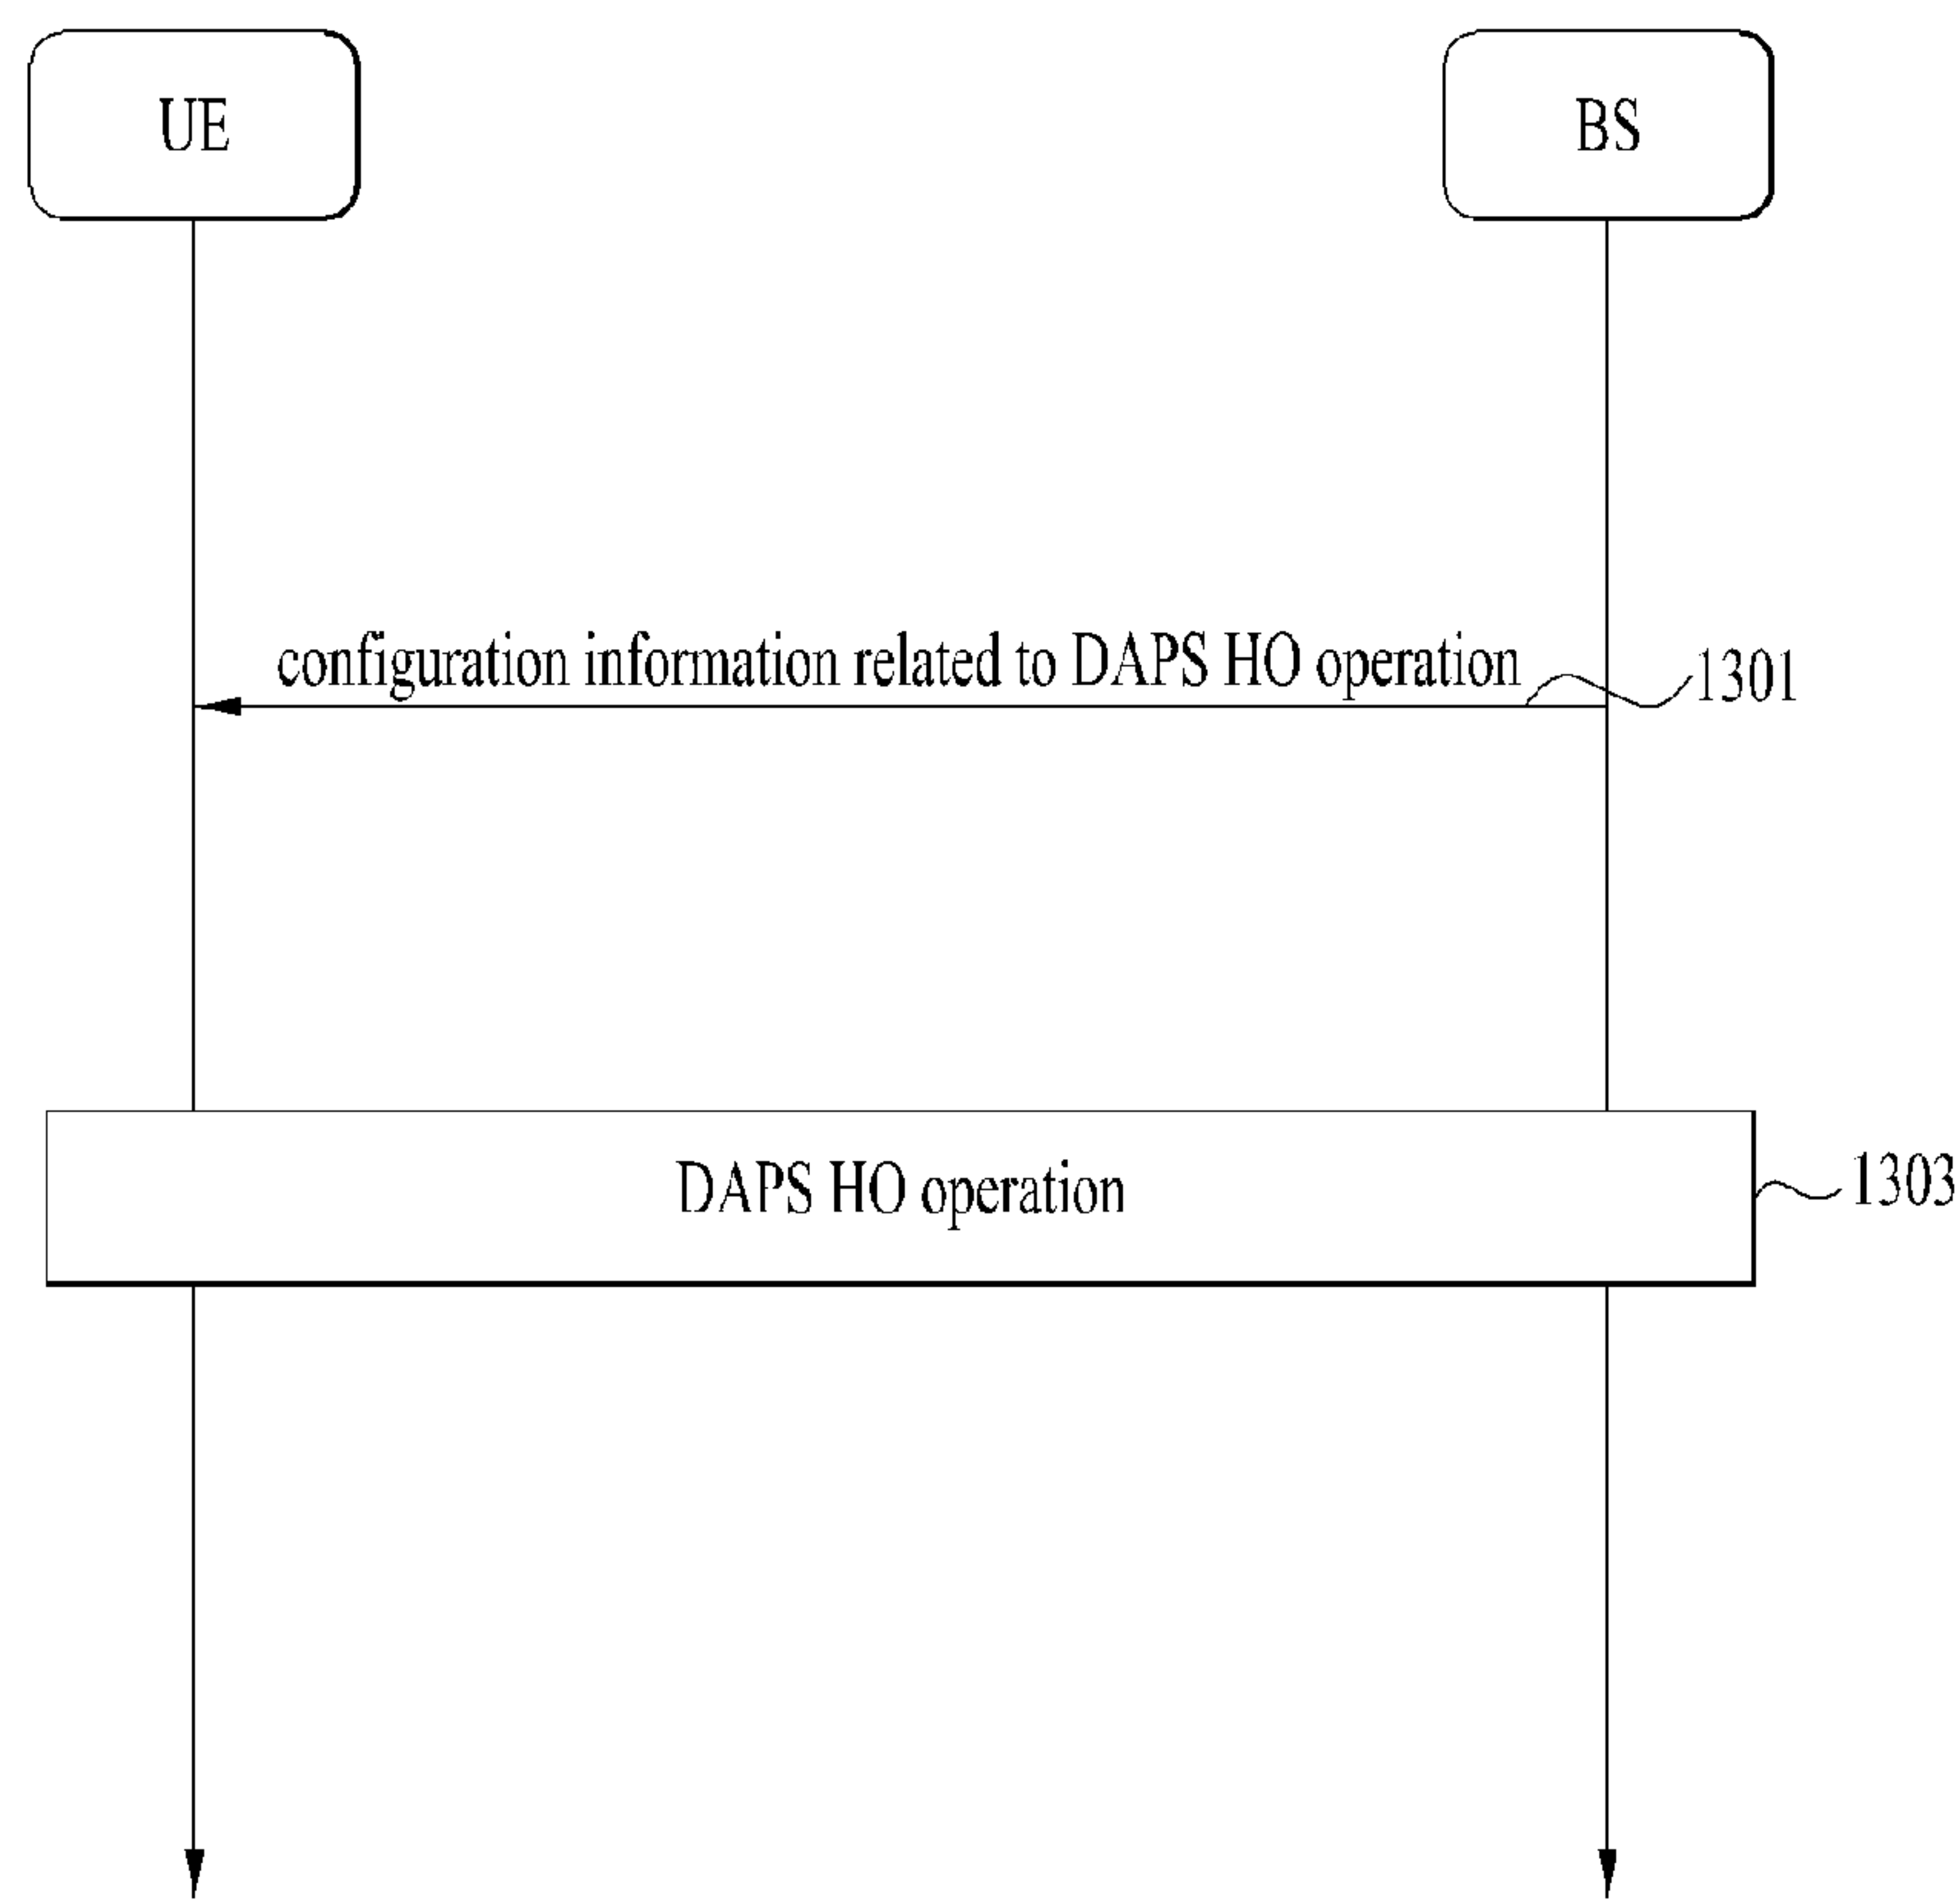 UE
BS
configuration information related to DAPS HO operation
1301
DAPS HO operation
1303